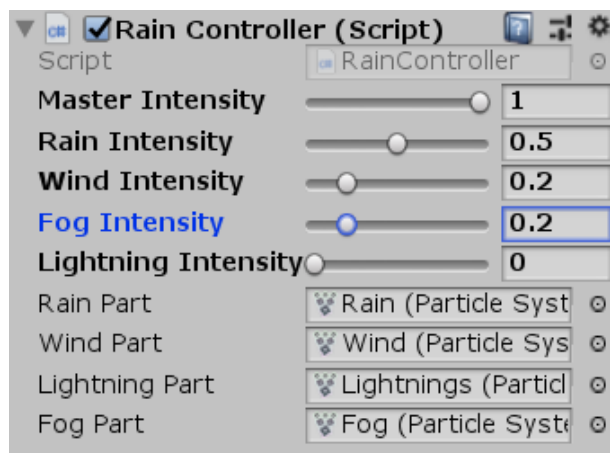 Rain Controller (Script)
Script RainController
Master Intensity 1
Rain Intensity 0.5
Wind Intensity 0.2
Fog Intensity 0.2
Lightning Intensity 0
Rain Part Rain (Particle Syst
Wind Part Wind (Particle Sys
Lightning Part Lightnings (Particl
Fog Part Fog (Particle Syst